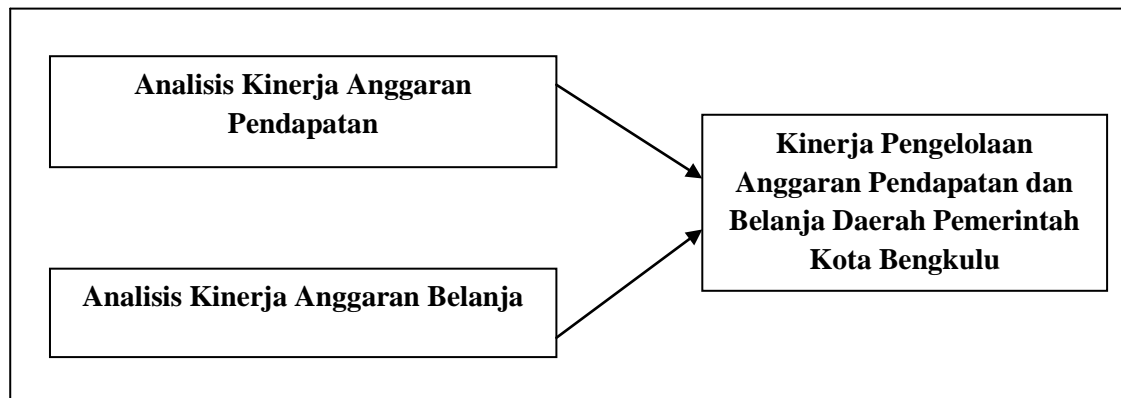 Analisis Kinerja Anggaran
Pendapatan
Kinerja Pengelolaan
Anggaran Pendapatan dan
Belanja Daerah Pemerintah
Kota Bengkulu
Analisis Kinerja Anggaran Belanja